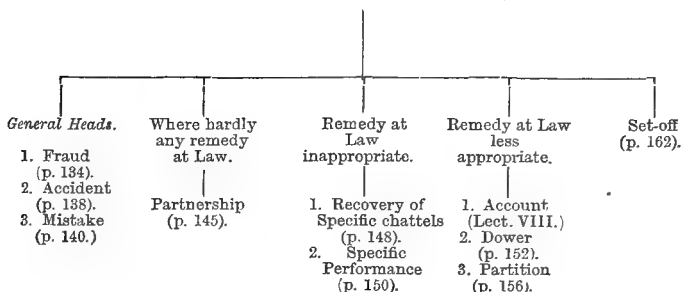 General Heads.
1. Fraud
(p. 134).
2. Accident
(p. 138).
3. Mistake
(p. 140.)
Where hardly
any remedy
at Law.
Partnership
(p. 145).
Remedy at
Law
inappropriate.
1. Recovery of
Specific chattels
(p. 148).
2. Specific
Performance
(p. 150).
Remedy at Law
less
appropriate.
1. Account
(Lect. VIII.)
2. Dower
(p. 152).
3. Partition
(p. 156).
Set-off
(p. 162).